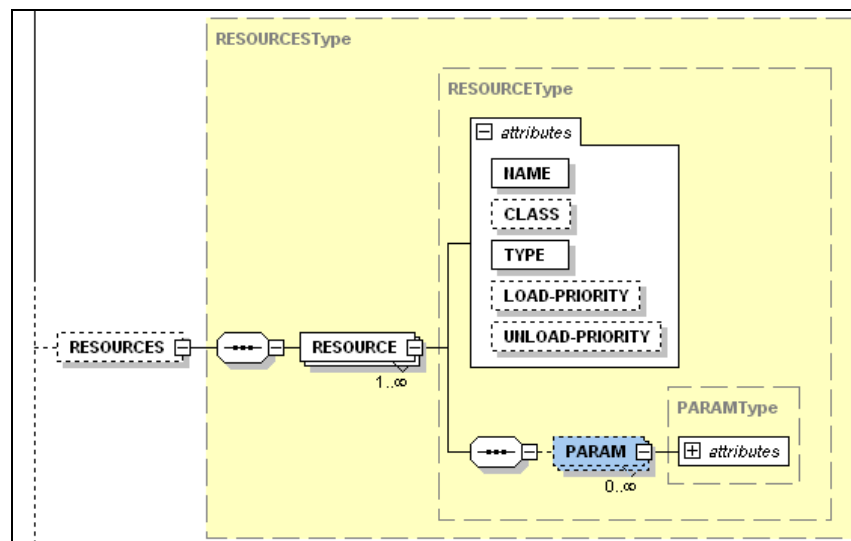 RESOURCESType
RESOURCEType
attributes
NAME
CLASS
TYPE
LOAD-PRIORITY
UNLOAD-PRIORITY
RESOURCES
RESOURCE
1..∞
PARAMType
PARAM
attributes
0..∞